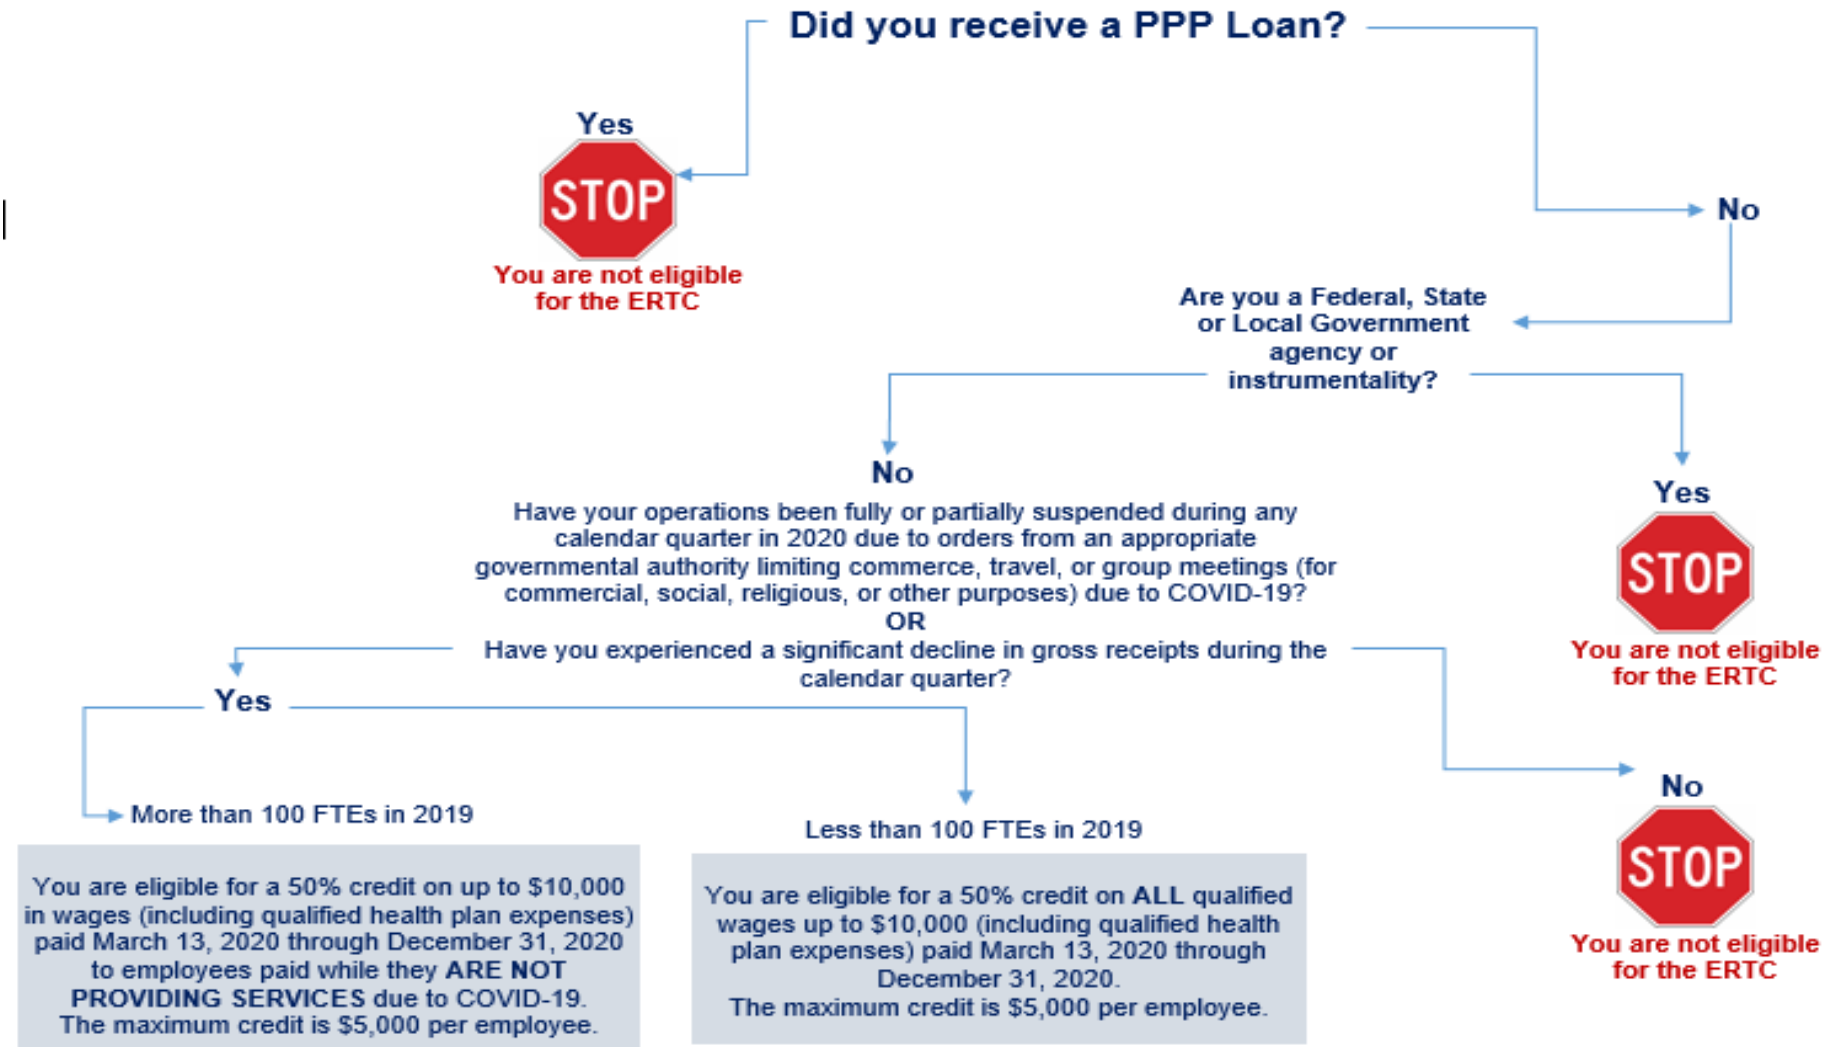 Did you receive a PPP Loan?
Yes
STOP
You are not eligible
for the ERTC
No
Are you a Federal, State
or Local Government
agency or
instrumentality?
No
Have your operations been fully or partially suspended during any
calendar quarter in 2020 due to orders from an appropriate
governmental authority limiting commerce, travel, or group meetings (for
commercial, social, religious, or other purposes) due to COVID-19?
OR
Have you experienced a significant decline in gross receipts during the
calendar quarter?
Yes
STOP
You are not eligible
for the ERTC
Yes
No
STOP
You are not eligible
for the ERTC
More than 100 FTEs in 2019
You are eligible for a 50% credit on up to $10,000
in wages (including qualified health plan expenses)
paid March 13, 2020 through December 31, 2020
to employees paid while they ARE NOT
PROVIDING SERVICES due to COVID-19.
The maximum credit is $5,000 per employee.
Less than 100 FTEs in 2019
You are eligible for a 50% credit on ALL qualified
wages up to $10,000 (including qualified health
plan expenses) paid March 13, 2020 through
December 31, 2020.
The maximum credit is $5,000 per employee.